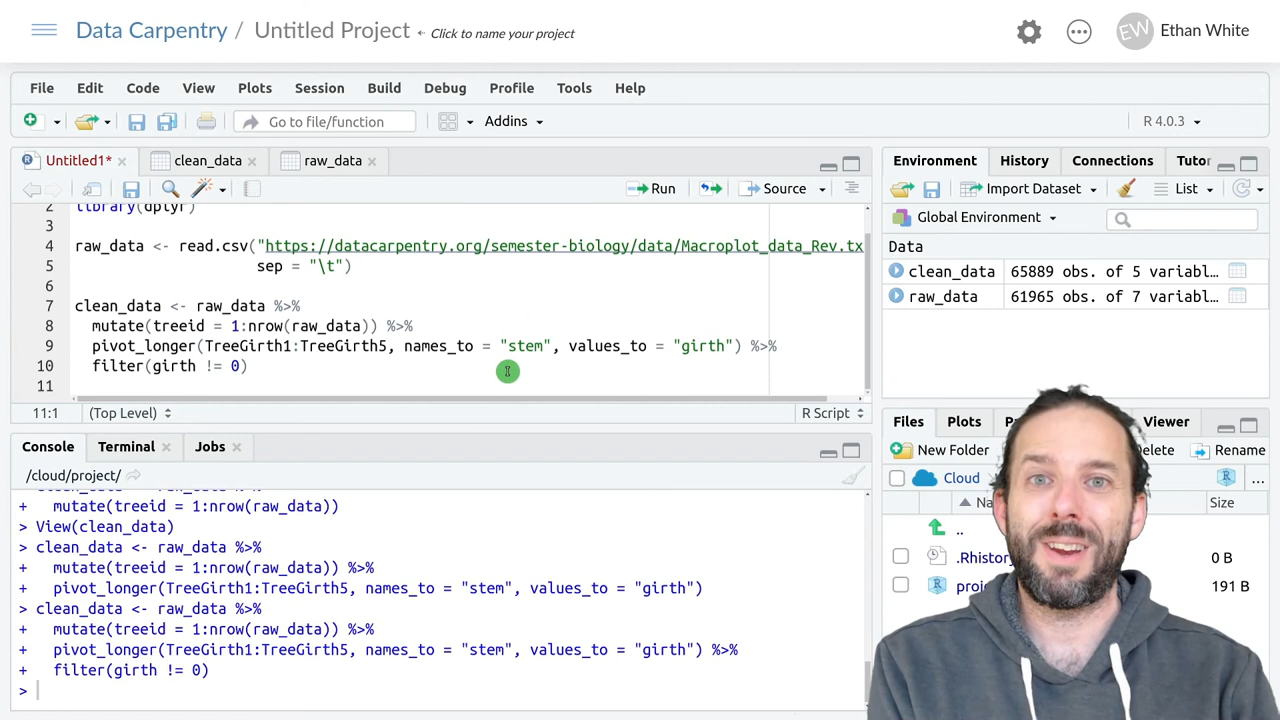 Data Carpentry / Untitled Project ← Click to name your project
EW Ethan White
File Edit Code View Plots Session Build Debug Profile Tools Help
Go to file/function Addins R 4.0.3
Untitled1* clean_data raw_data
Run Source
2 library(dplyr)
3
4 raw_data <- read.csv("https://datacarpentry.org/semester-biology/data/Macroplot_data_Rev.tx
5 sep = "\t")
6
7 clean_data <- raw_data %>%
8 mutate(treeid = 1:nrow(raw_data)) %>%
9 pivot_longer(TreeGirth1:TreeGirth5, names_to = "stem", values_to = "girth") %>%
10 filter(girth != 0)
11
11:1 (Top Level) R Script
Console Terminal Jobs
/cloud/project/
+ mutate(treeid = 1:nrow(raw_data))
> View(clean_data)
> clean_data <- raw_data %>%
+ mutate(treeid = 1:nrow(raw_data)) %>%
+ pivot_longer(TreeGirth1:TreeGirth5, names_to = "stem", values_to = "girth")
> clean_data <- raw_data %>%
+ mutate(treeid = 1:nrow(raw_data)) %>%
+ pivot_longer(TreeGirth1:TreeGirth5, names_to = "stem", values_to = "girth") %>%
+ filter(girth != 0)
>
Environment History Connections Tutor
Import Dataset List
Global Environment
Data
clean_data 65889 obs. of 5 variabl…
raw_data 61965 obs. of 7 variabl…
Files Plots P Viewer
New Folder Delete Rename
Cloud ...
Na Size
..
.Rhistory 0 B
proje 191 B